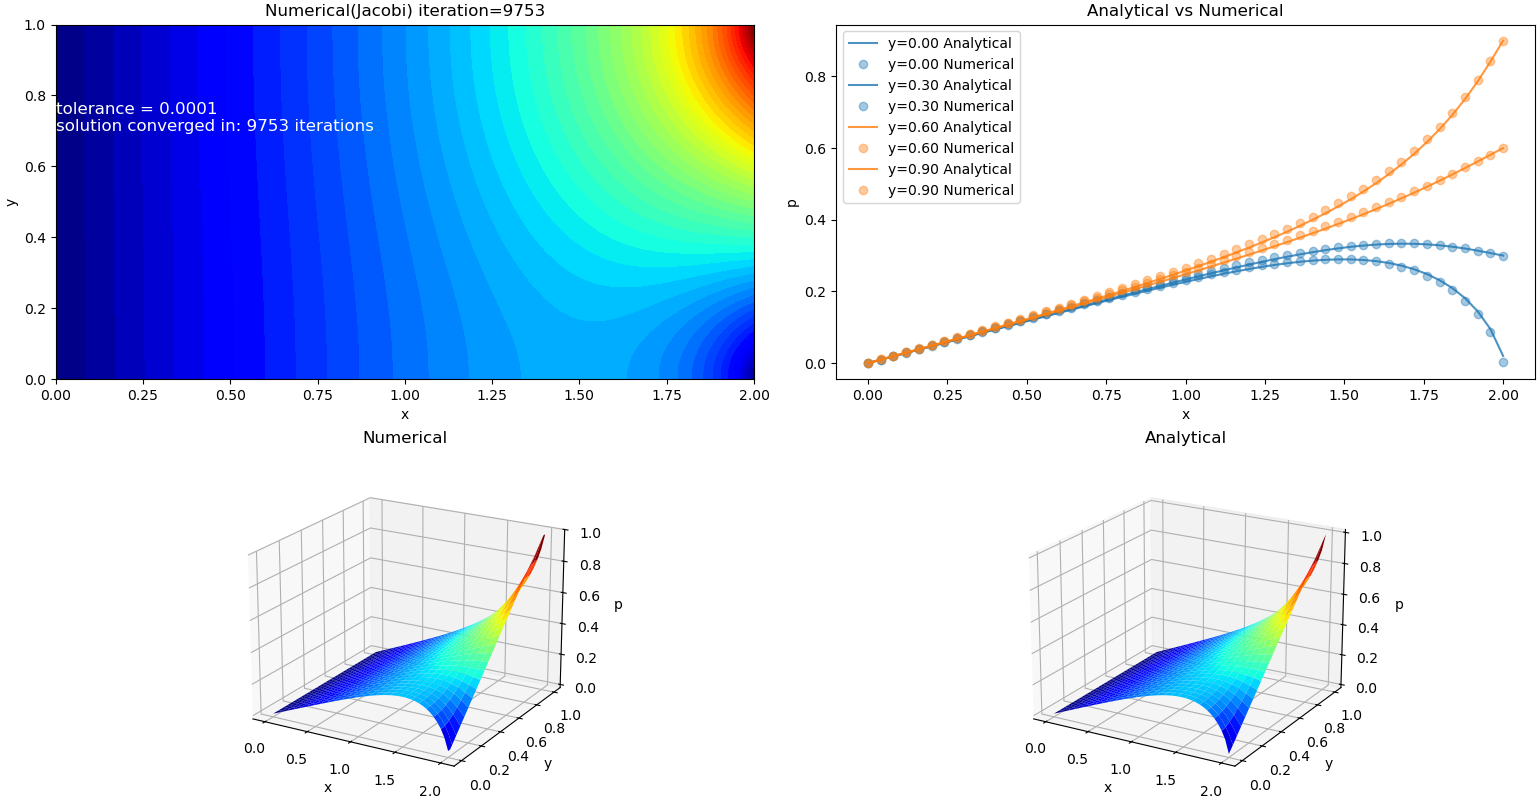 Numerical(Jacobi) iteration=9753
1.0
0.8
0.6
0.4
0.2
0.0
y
tolerance = 0.0001
solution converged in: 9753 iterations
0.00 0.25 0.50 0.75 1.00 1.25 1.50 1.75 2.00
x
Analytical vs Numerical
y=0.00 Analytical
y=0.00 Numerical
y=0.30 Analytical
y=0.30 Numerical
y=0.60 Analytical
y=0.60 Numerical
y=0.90 Analytical
y=0.90 Numerical
0.8
0.6
0.4
0.2
0.0
p
0.00 0.25 0.50 0.75 1.00 1.25 1.50 1.75 2.00
x
Numerical
1.0
0.8
0.6
0.4
0.2
0.0
p
0.0 0.5 1.0 1.5 2.0
x
0.0 0.2 0.4 0.6 0.8 1.0
y
Analytical
1.0
0.8
0.6
0.4
0.2
0.0
p
0.0 0.5 1.0 1.5 2.0
x
0.0 0.2 0.4 0.6 0.8 1.0
y